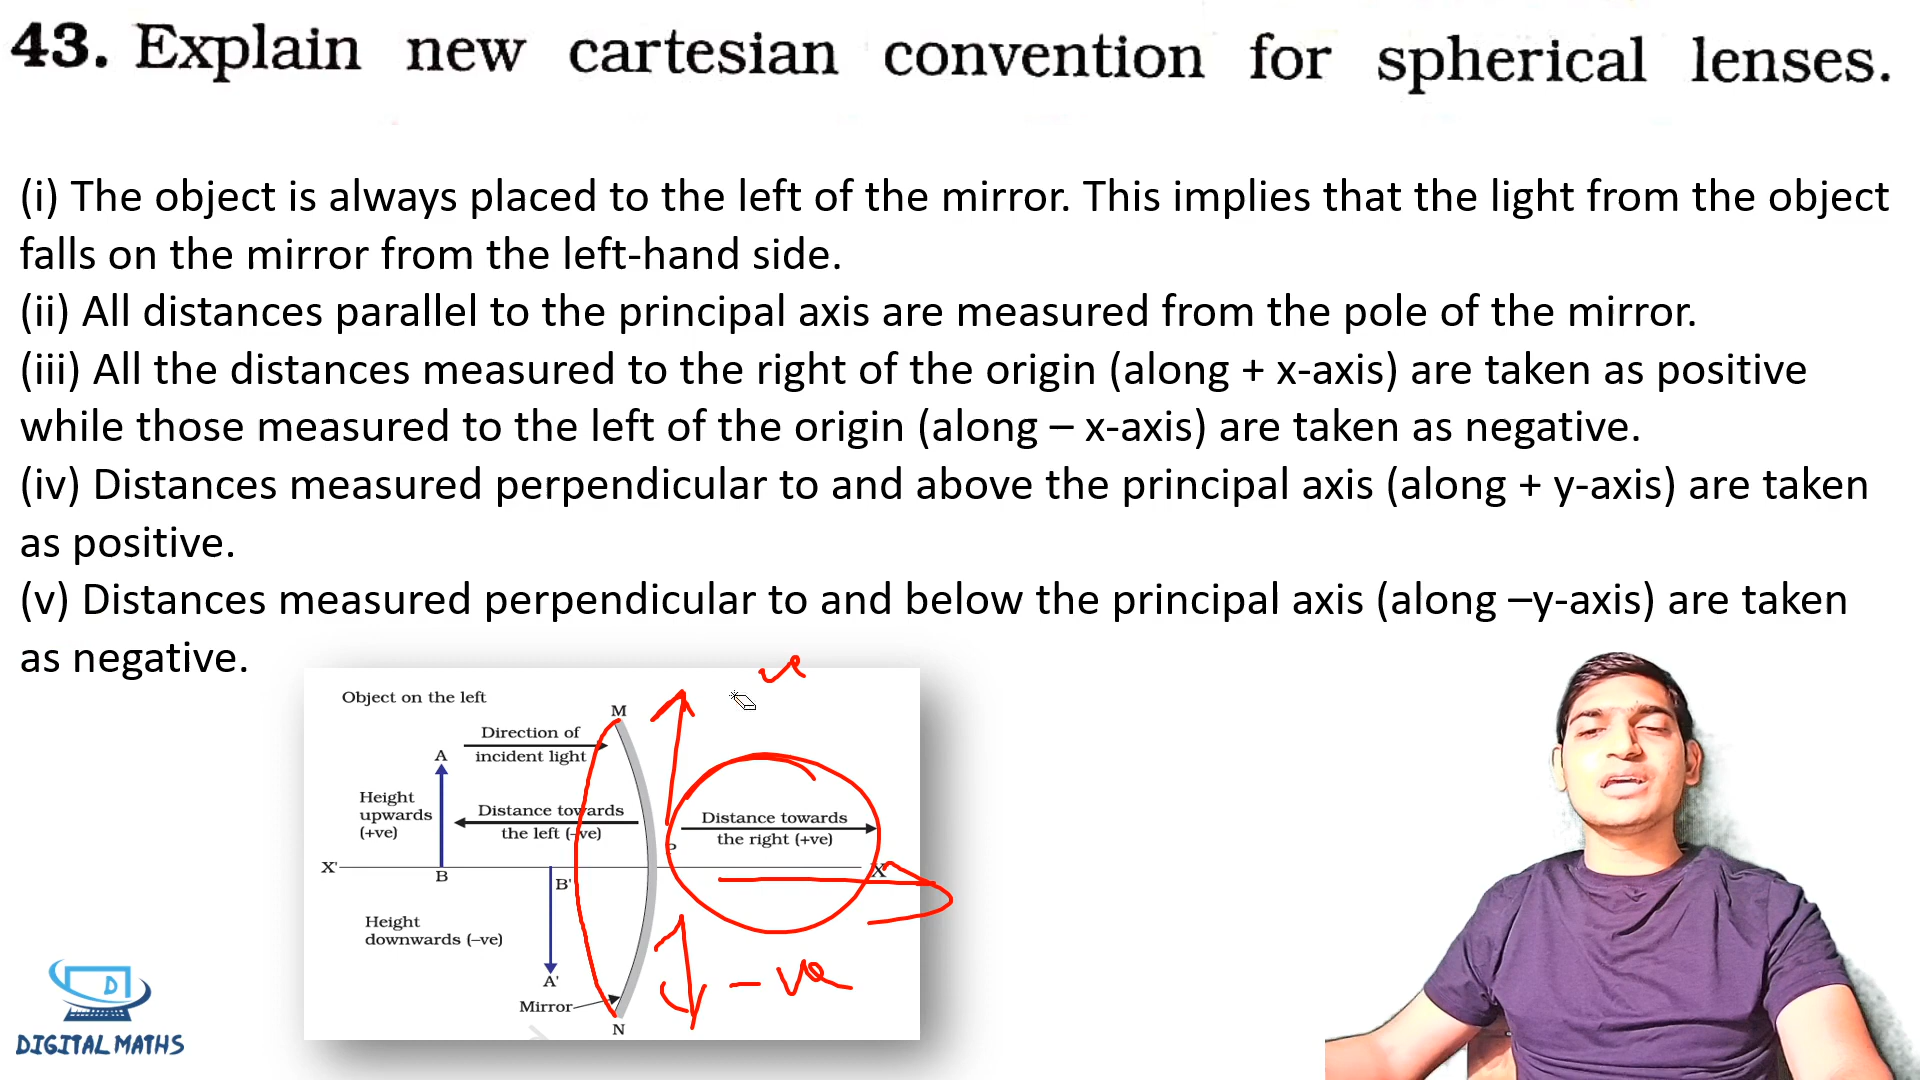 43. Explain new cartesian convention for spherical lenses.
(i) The object is always placed to the left of the mirror. This implies that the light from the object
falls on the mirror from the left-hand side.
(ii) All distances parallel to the principal axis are measured from the pole of the mirror.
(iii) All the distances measured to the right of the origin (along + x-axis) are taken as positive
while those measured to the left of the origin (along – x-axis) are taken as negative.
(iv) Distances measured perpendicular to and above the principal axis (along + y-axis) are taken
as positive.
(v) Distances measured perpendicular to and below the principal axis (along –y-axis) are taken
as negative.
ve
Object on the left
M
Direction of
incident light
A
Height
upwards
(+ve)
Distance towards
the left (-ve)
Distance towards
the right (+ve)
P
X'
B
B'
X
Height
downwards (–ve)
A'
– ve
Mirror
N
D
DIGITAL MATHS